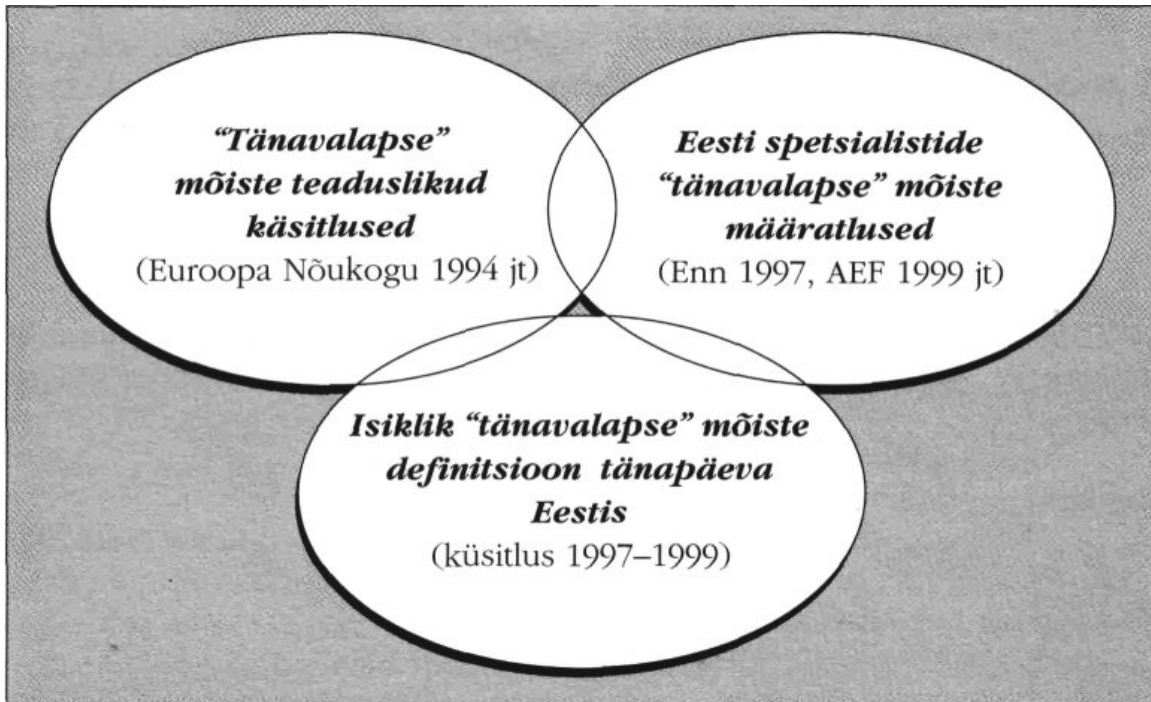 “Tänavalapse”
mõiste teaduslikud
käsitlused
(Euroopa Nõukogu 1994 jt)
Eesti spetsialistide
“tänavalapse” mõiste
määratlused
(Enn 1997, AEF 1999 jt)
Isiklik “tänavalapse” mõiste
definitsioon tänapäeva
Eestis
(küsitlus 1997–1999)